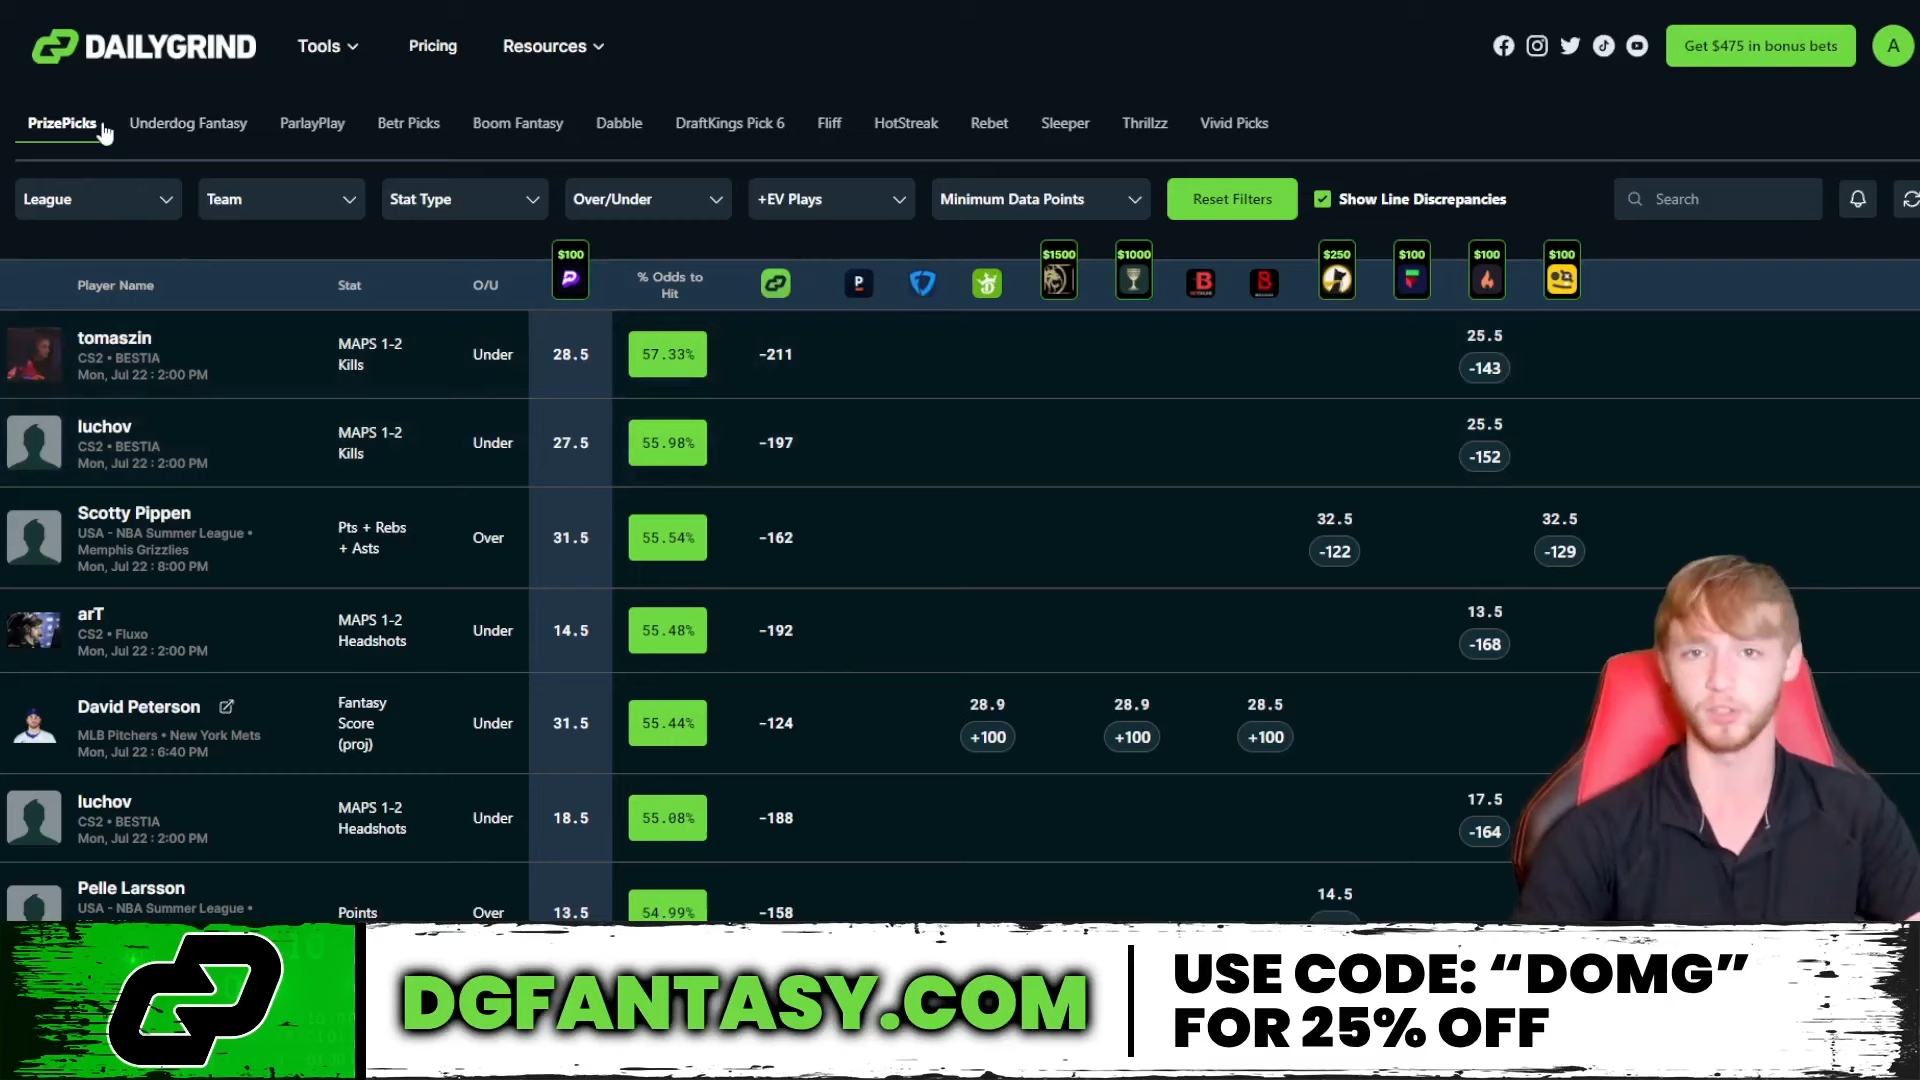 DAILYGRIND
Tools
Pricing
Resources
Get $475 in bonus bets
A
PrizePicks
Underdog Fantasy
ParlayPlay
Betr Picks
Boom Fantasy
Dabble
DraftKings Pick 6
Fliff
HotStreak
Rebet
Sleeper
Thrillzz
Vivid Picks
League
Team
Stat Type
Over/Under
+EV Plays
Minimum Data Points
Reset Filters
Show Line Discrepancies
Search
Player Name
Stat
O/U
$100
% Odds to
Hit
P
$1500
$1000
B
B
$250
$100
$100
$100
tomaszin
CS2 • BESTIA
Mon, Jul 22 : 2:00 PM
MAPS 1-2
Kills
Under
28.5
57.33%
-211
25.5
-143
luchov
CS2 • BESTIA
Mon, Jul 22 : 2:00 PM
MAPS 1-2
Kills
Under
27.5
55.98%
-197
25.5
-152
Scotty Pippen
USA - NBA Summer League •
Memphis Grizzlies
Mon, Jul 22 : 8:00 PM
Pts + Rebs
+ Asts
Over
31.5
55.54%
-162
32.5
-122
32.5
-129
arT
CS2 • Fluxo
Mon, Jul 22 : 2:00 PM
MAPS 1-2
Headshots
Under
14.5
55.48%
-192
13.5
-168
David Peterson
MLB Pitchers • New York Mets
Mon, Jul 22 : 6:40 PM
Fantasy
Score
(proj)
Under
31.5
55.44%
-124
28.9
+100
28.9
+100
28.5
+100
luchov
CS2 • BESTIA
Mon, Jul 22 : 2:00 PM
MAPS 1-2
Headshots
Under
18.5
55.08%
-188
17.5
-164
Pelle Larsson
USA - NBA Summer League •
Points
Over
13.5
54.99%
-158
14.5
DGFANTASY.COM
USE CODE: “DOMG”
FOR 25% OFF